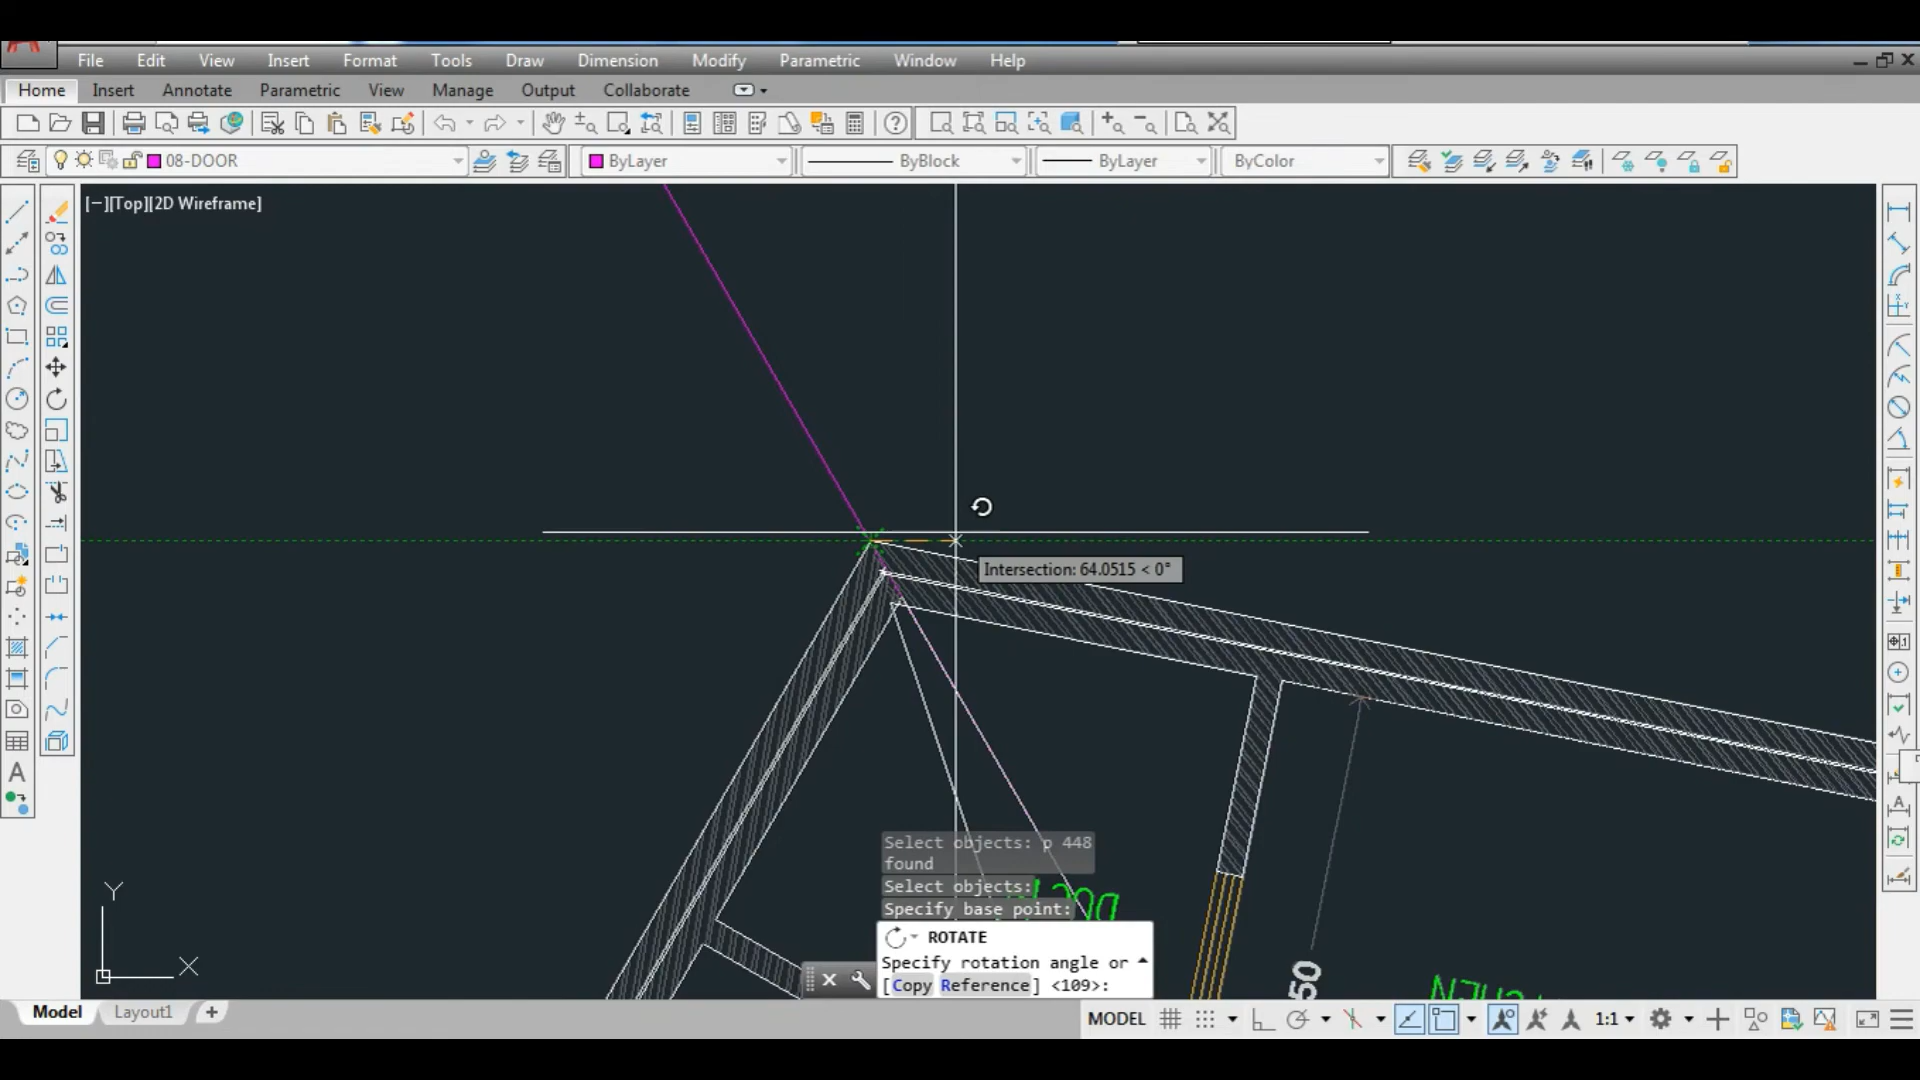 File Edit View Insert Format Tools Draw Dimension Modify Parametric Window Help
Home Insert Annotate Parametric View Manage Output Collaborate
08-DOOR ByLayer ByBlock ByLayer ByColor
[−][Top][2D Wireframe]
Intersection: 64.0515 < 0°
Select objects: p 448
found
Select objects:
Specify base point:
ROTATE
Specify rotation angle or
[Copy Reference] <109>:
Y
X
50
Model Layout1 +
MODEL 1:1